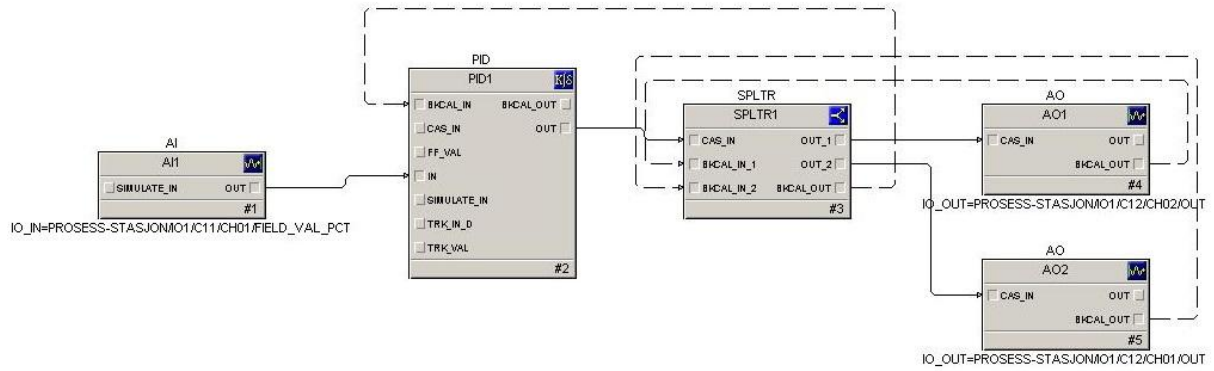 AI
AI1
SIMULATE_IN OUT
#1
IO_IN=PROSESS-STASJON/IO1/C11/CH01/FIELD_VAL_PCT
PID
PID1
BKCAL_IN BKCAL_OUT
CAS_IN OUT
FF_VAL
IN
SIMULATE_IN
TRK_IN_D
TRK_VAL
#2
SPLTR
SPLTR1
CAS_IN OUT_1
BKCAL_IN_1 OUT_2
BKCAL_IN_2 BKCAL_OUT
#3
AO
AO1
CAS_IN OUT
BKCAL_OUT
#4
IO_OUT=PROSESS-STASJON/IO1/C12/CH02/OUT
AO
AO2
CAS_IN OUT
BKCAL_OUT
#5
IO_OUT=PROSESS-STASJON/IO1/C12/CH01/OUT